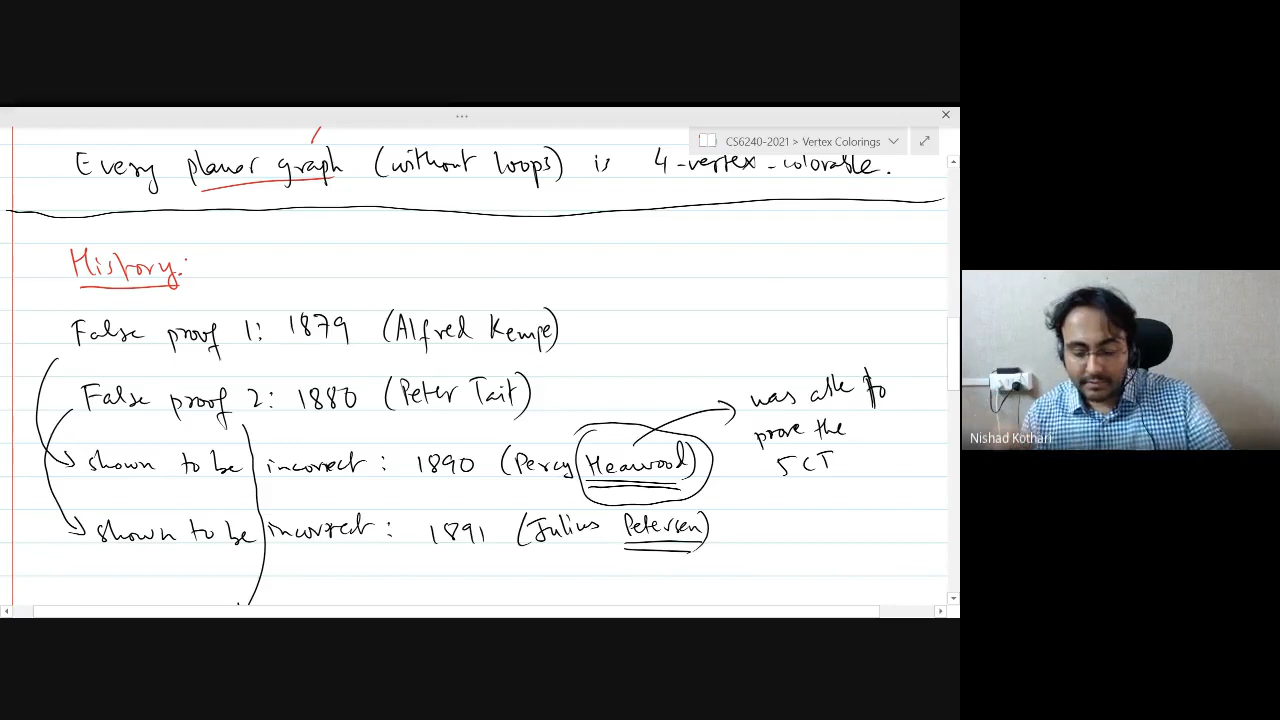 CS6240-2021 > Vertex Colorings
Every planar graph (without loops) is 4-vertex-colorable.
History:
False proof 1: 1879 (Alfred Kempe)
False proof 2: 1880 (Peter Tait)
was able to
prove the
5CT
shown to be incorrect: 1890 (Percy Heawood)
shown to be incorrect: 1891 (Julius Petersen)
Nishad Kothari